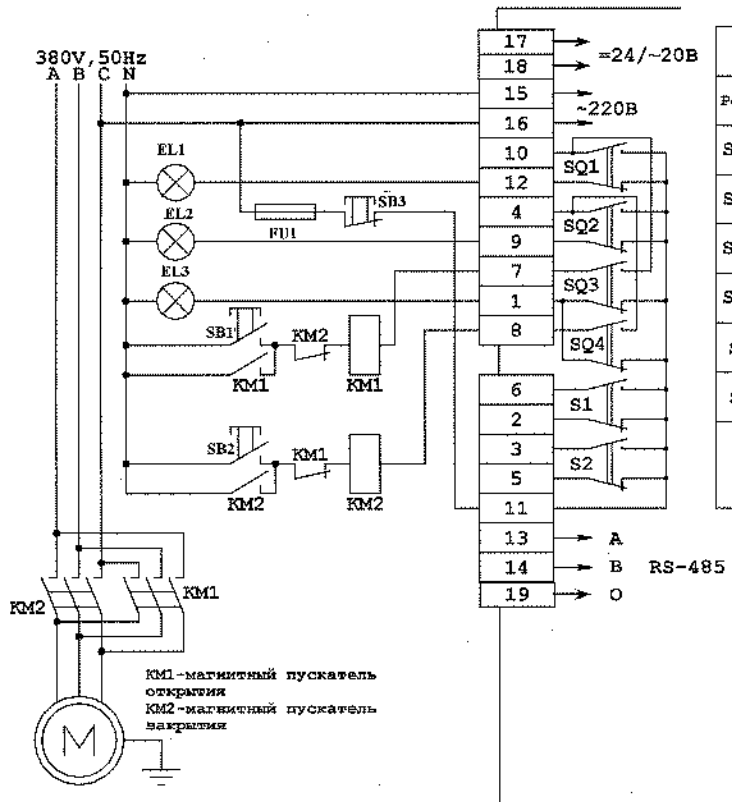 380V,50Hz
A B C N
17
18
=24/~20В
15
16
~220В
10
12
4
9
7
1
8
6
2
3
5
11
13
14
19
A
B
O
RS-485
SQ1
SQ2
SQ3
SQ4
S1
S2
EL1
EL2
EL3
FU1
SB3
SB1
KM2
KM1
KM1
SB2
KM1
KM2
KM2
KM2
KM1
M
КМ1-магнитный пускатель
открытия
КМ2-магнитный пускатель
закрытия
S
S
S
S
S
S